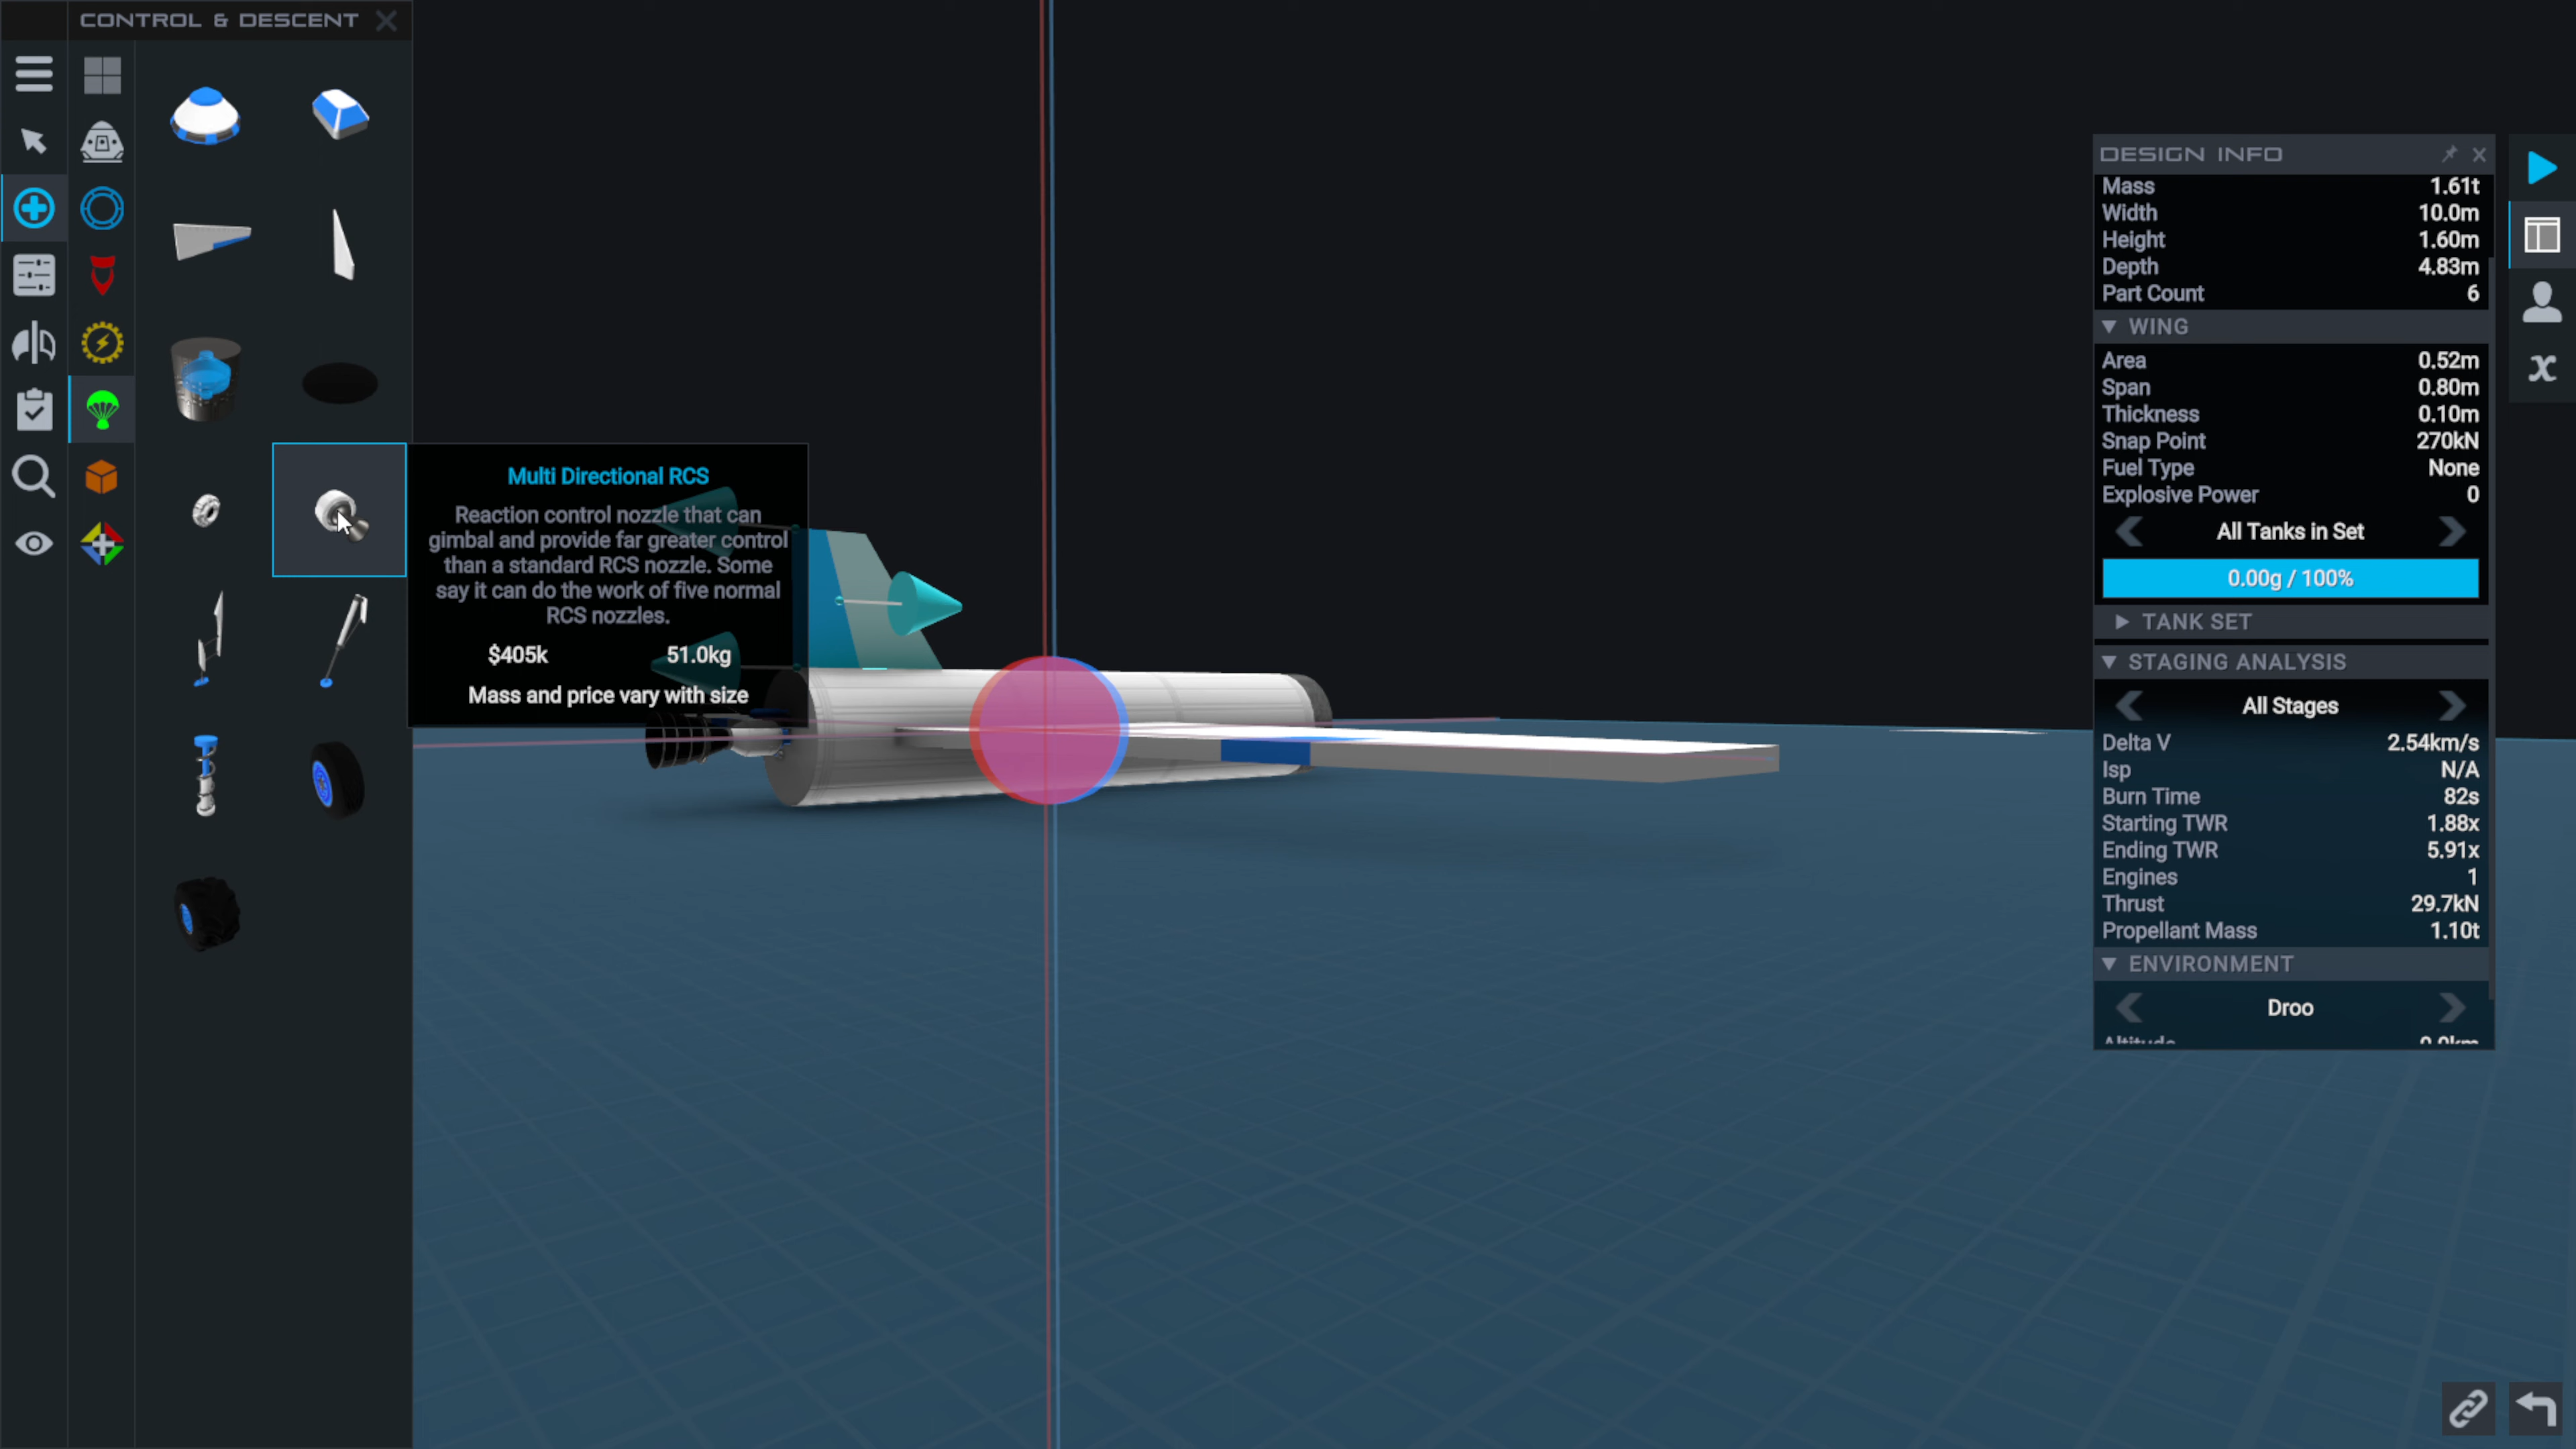 CONTROL & DESCENT
Multi Directional RCS
Reaction control nozzle that can
gimbal and provide far greater control
than a standard RCS nozzle. Some
say it can do the work of five normal
RCS nozzles.
$405k 51.0kg
Mass and price vary with size
DESIGN INFO
Mass 1.61t
Width 10.0m
Height 1.60m
Depth 4.83m
Part Count 6
WING
Area 0.52m
Span 0.80m
Thickness 0.10m
Snap Point 270kN
Fuel Type None
Explosive Power 0
All Tanks in Set
0.00g / 100%
TANK SET
STAGING ANALYSIS
All Stages
Delta V 2.54km/s
Isp N/A
Burn Time 82s
Starting TWR 1.88x
Ending TWR 5.91x
Engines 1
Thrust 29.7kN
Propellant Mass 1.10t
ENVIRONMENT
Droo
Altitude 0.0km